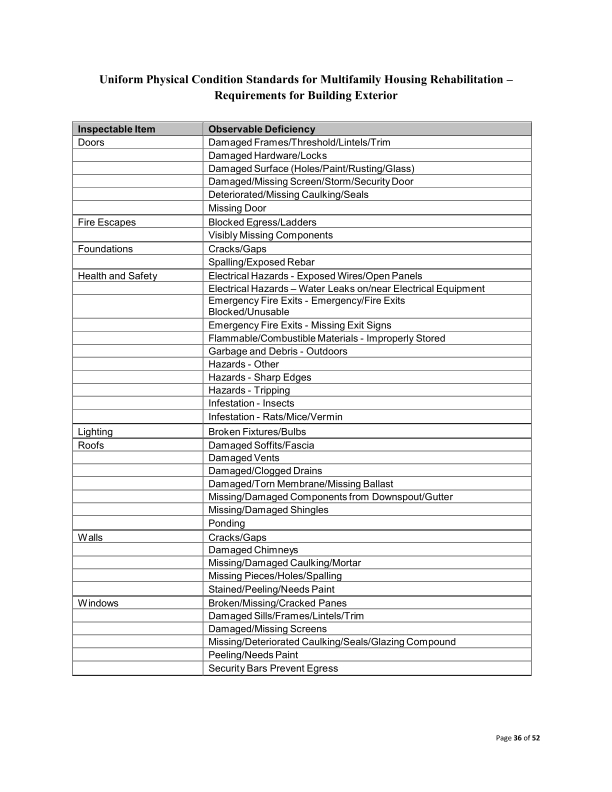 Uniform Physical Condition Standards for Multifamily Housing Rehabilitation –
Requirements for Building Exterior
Inspectable Item Observable Deficiency
Doors Damaged Frames/Threshold/Lintels/Trim
Damaged Hardware/Locks
Damaged Surface (Holes/Paint/Rusting/Glass)
Damaged/Missing Screen/Storm/Security Door
Deteriorated/Missing Caulking/Seals
Missing Door
Fire Escapes Blocked Egress/Ladders
Visibly Missing Components
Foundations Cracks/Gaps
Spalling/Exposed Rebar
Health and Safety Electrical Hazards - Exposed Wires/Open Panels
Electrical Hazards – Water Leaks on/near Electrical Equipment
Emergency Fire Exits - Emergency/Fire Exits
Blocked/Unusable
Emergency Fire Exits - Missing Exit Signs
Flammable/Combustible Materials - Improperly Stored
Garbage and Debris - Outdoors
Hazards - Other
Hazards - Sharp Edges
Hazards - Tripping
Infestation - Insects
Infestation - Rats/Mice/Vermin
Lighting Broken Fixtures/Bulbs
Roofs Damaged Soffits/Fascia
Damaged Vents
Damaged/Clogged Drains
Damaged/Torn Membrane/Missing Ballast
Missing/Damaged Components from Downspout/Gutter
Missing/Damaged Shingles
Ponding
Walls Cracks/Gaps
Damaged Chimneys
Missing/Damaged Caulking/Mortar
Missing Pieces/Holes/Spalling
Stained/Peeling/Needs Paint
Windows Broken/Missing/Cracked Panes
Damaged Sills/Frames/Lintels/Trim
Damaged/Missing Screens
Missing/Deteriorated Caulking/Seals/Glazing Compound
Peeling/Needs Paint
Security Bars Prevent Egress
Page 36 of 52